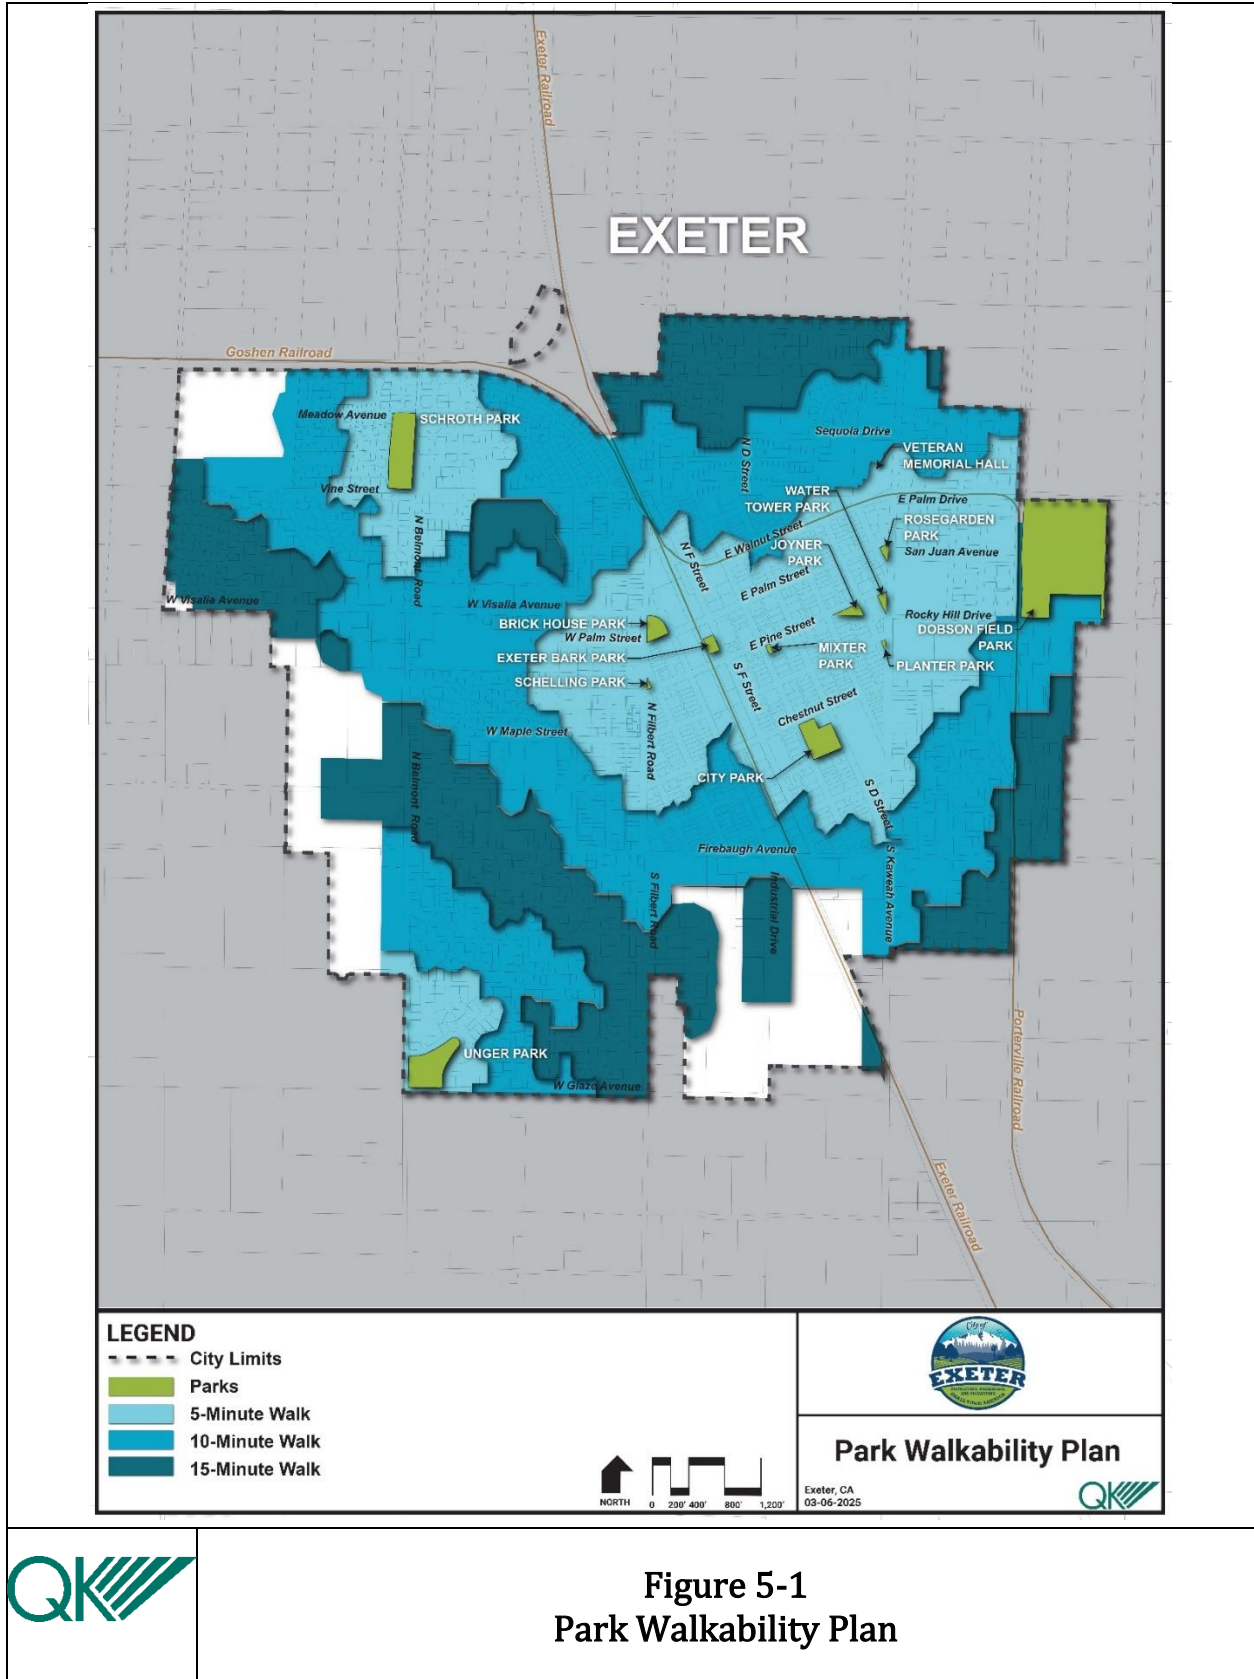 Exeter Railroad
EXETER
Goshen Railroad
Meadow Avenue
SCHROTH PARK
Sequoia Drive
N D Street
VETERAN
MEMORIAL HALL
Vine Street
WATER
TOWER PARK
E Palm Drive
ROSEGARDEN
PARK
San Juan Avenue
N Belmont Road
E Walnut Street
JOYNER
PARK
N F Street
E Palm Street
W Visalia Avenue
W Visalia Avenue
Rocky Hill Drive
BRICK HOUSE PARK
W Palm Street
E Pine Street
DOBSON FIELD
PARK
EXETER BARK PARK
MIXTER
PARK
PLANTER PARK
SCHELLING PARK
S F Street
Chestnut Street
N Filbert Road
W Maple Street
N Belmont Road
CITY PARK
S D Street
Firebaugh Avenue
S Kaweah Avenue
S Filbert Road
Industrial Drive
UNGER PARK
W Glaze Avenue
Porterville Railroad
Exeter Railroad
LEGEND
City Limits
Parks
5-Minute Walk
10-Minute Walk
15-Minute Walk
NORTH
0 200' 400' 800' 1,200'
City of
EXETER
Park Walkability Plan
Exeter, CA
03-06-2025
QK
QK
Figure 5-1
Park Walkability Plan